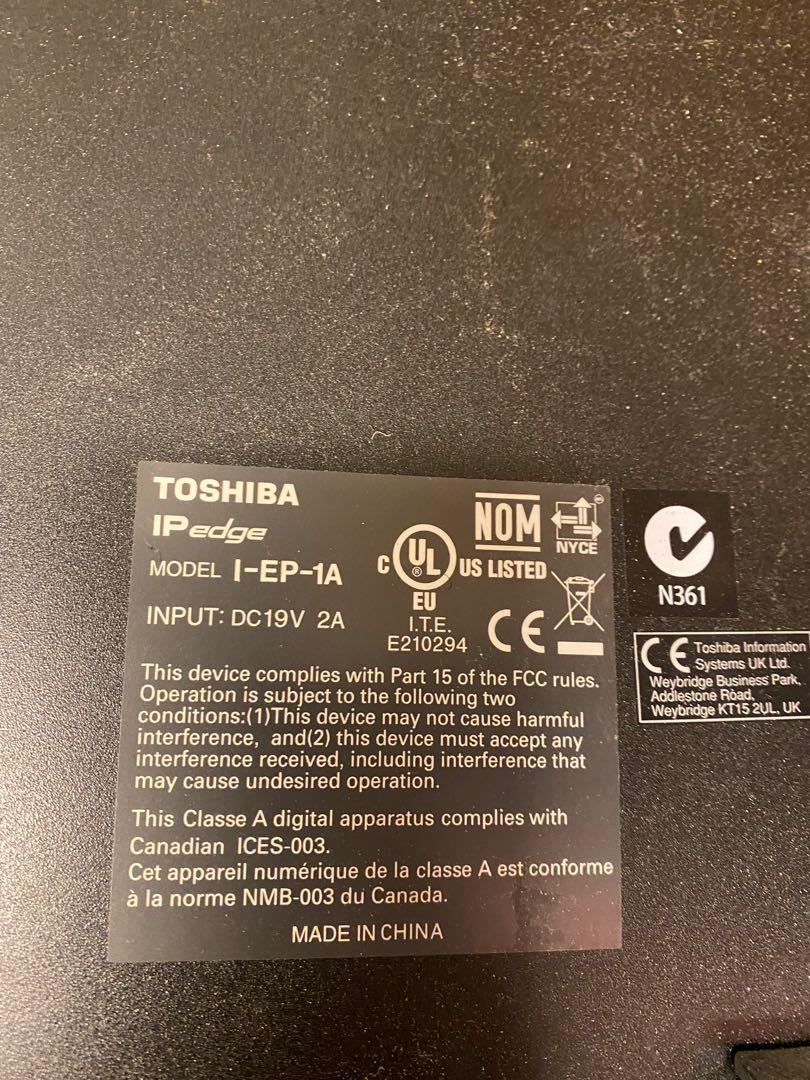 TOSHIBA
IPedge
MODEL I-EP-1A
INPUT: DC19V 2A
C UL ® US LISTED
EU
I.T.E.
E210294
NOM
NYCE
CE
N361
CE Toshiba Information
Systems UK Ltd.
Weybridge Business Park,
Addlestone Road,
Weybridge KT15 2UL, UK
This device complies with Part 15 of the FCC rules.
Operation is subject to the following two
conditions:(1)This device may not cause harmful
interference, and(2) this device must accept any
interference received, including interference that
may cause undesired operation.
This Classe A digital apparatus complies with
Canadian ICES-003.
Cet appareil numérique de la classe A est conforme
à la norme NMB-003 du Canada.
MADE IN CHINA